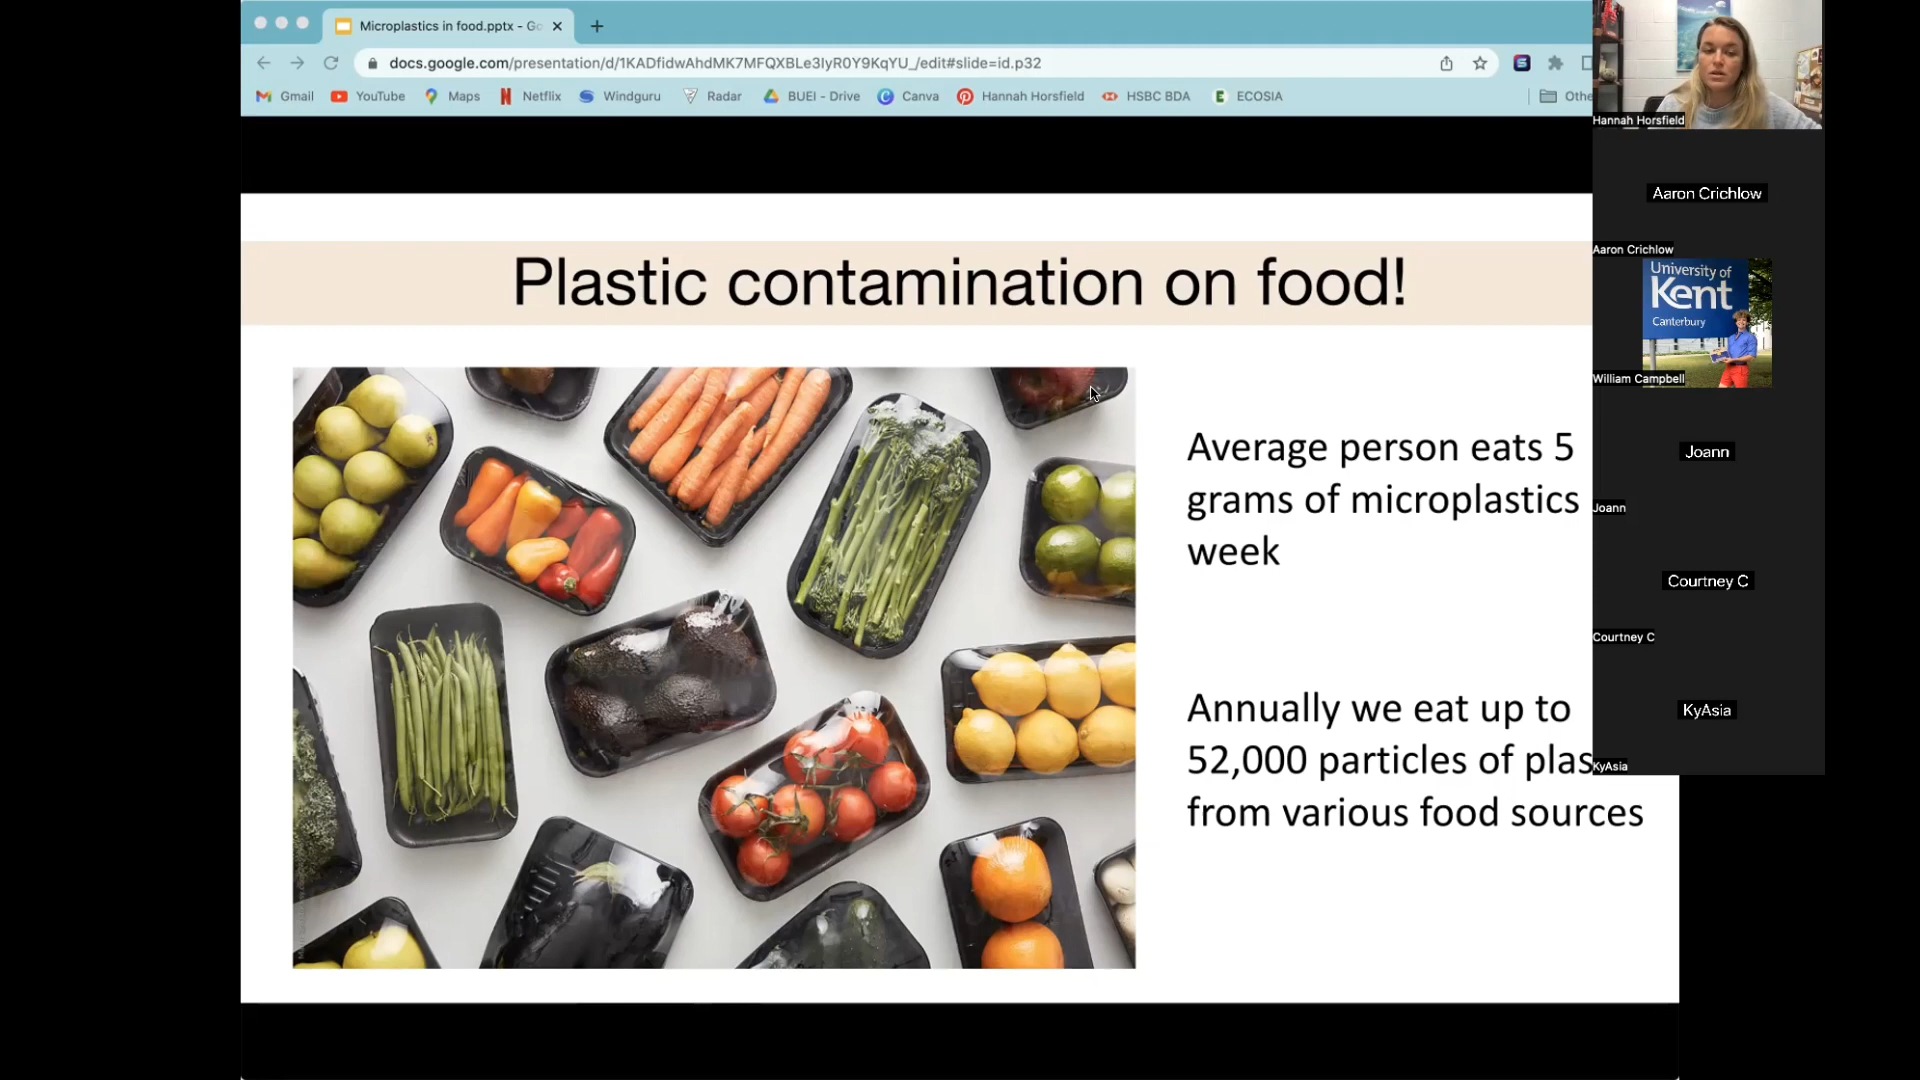 Microplastics in food.pptx - Go
docs.google.com/presentation/d/1KADfidwAhdMK7MFQXBLe3IyR0Y9KqYU_/edit#slide=id.p32
Gmail
YouTube
Maps
Netflix
Windguru
Radar
BUEI - Drive
Canva
Hannah Horsfield
HSBC BDA
ECOSIA
Othe
Plastic contamination on food!
Average person eats 5
grams of microplastics
week
Annually we eat up to
52,000 particles of plas
from various food sources
Hannah Horsfield
Aaron Crichlow
Aaron Crichlow
University of
Kent
Canterbury
William Campbell
Joann
Joann
Courtney C
Courtney C
KyAsia
KyAsia